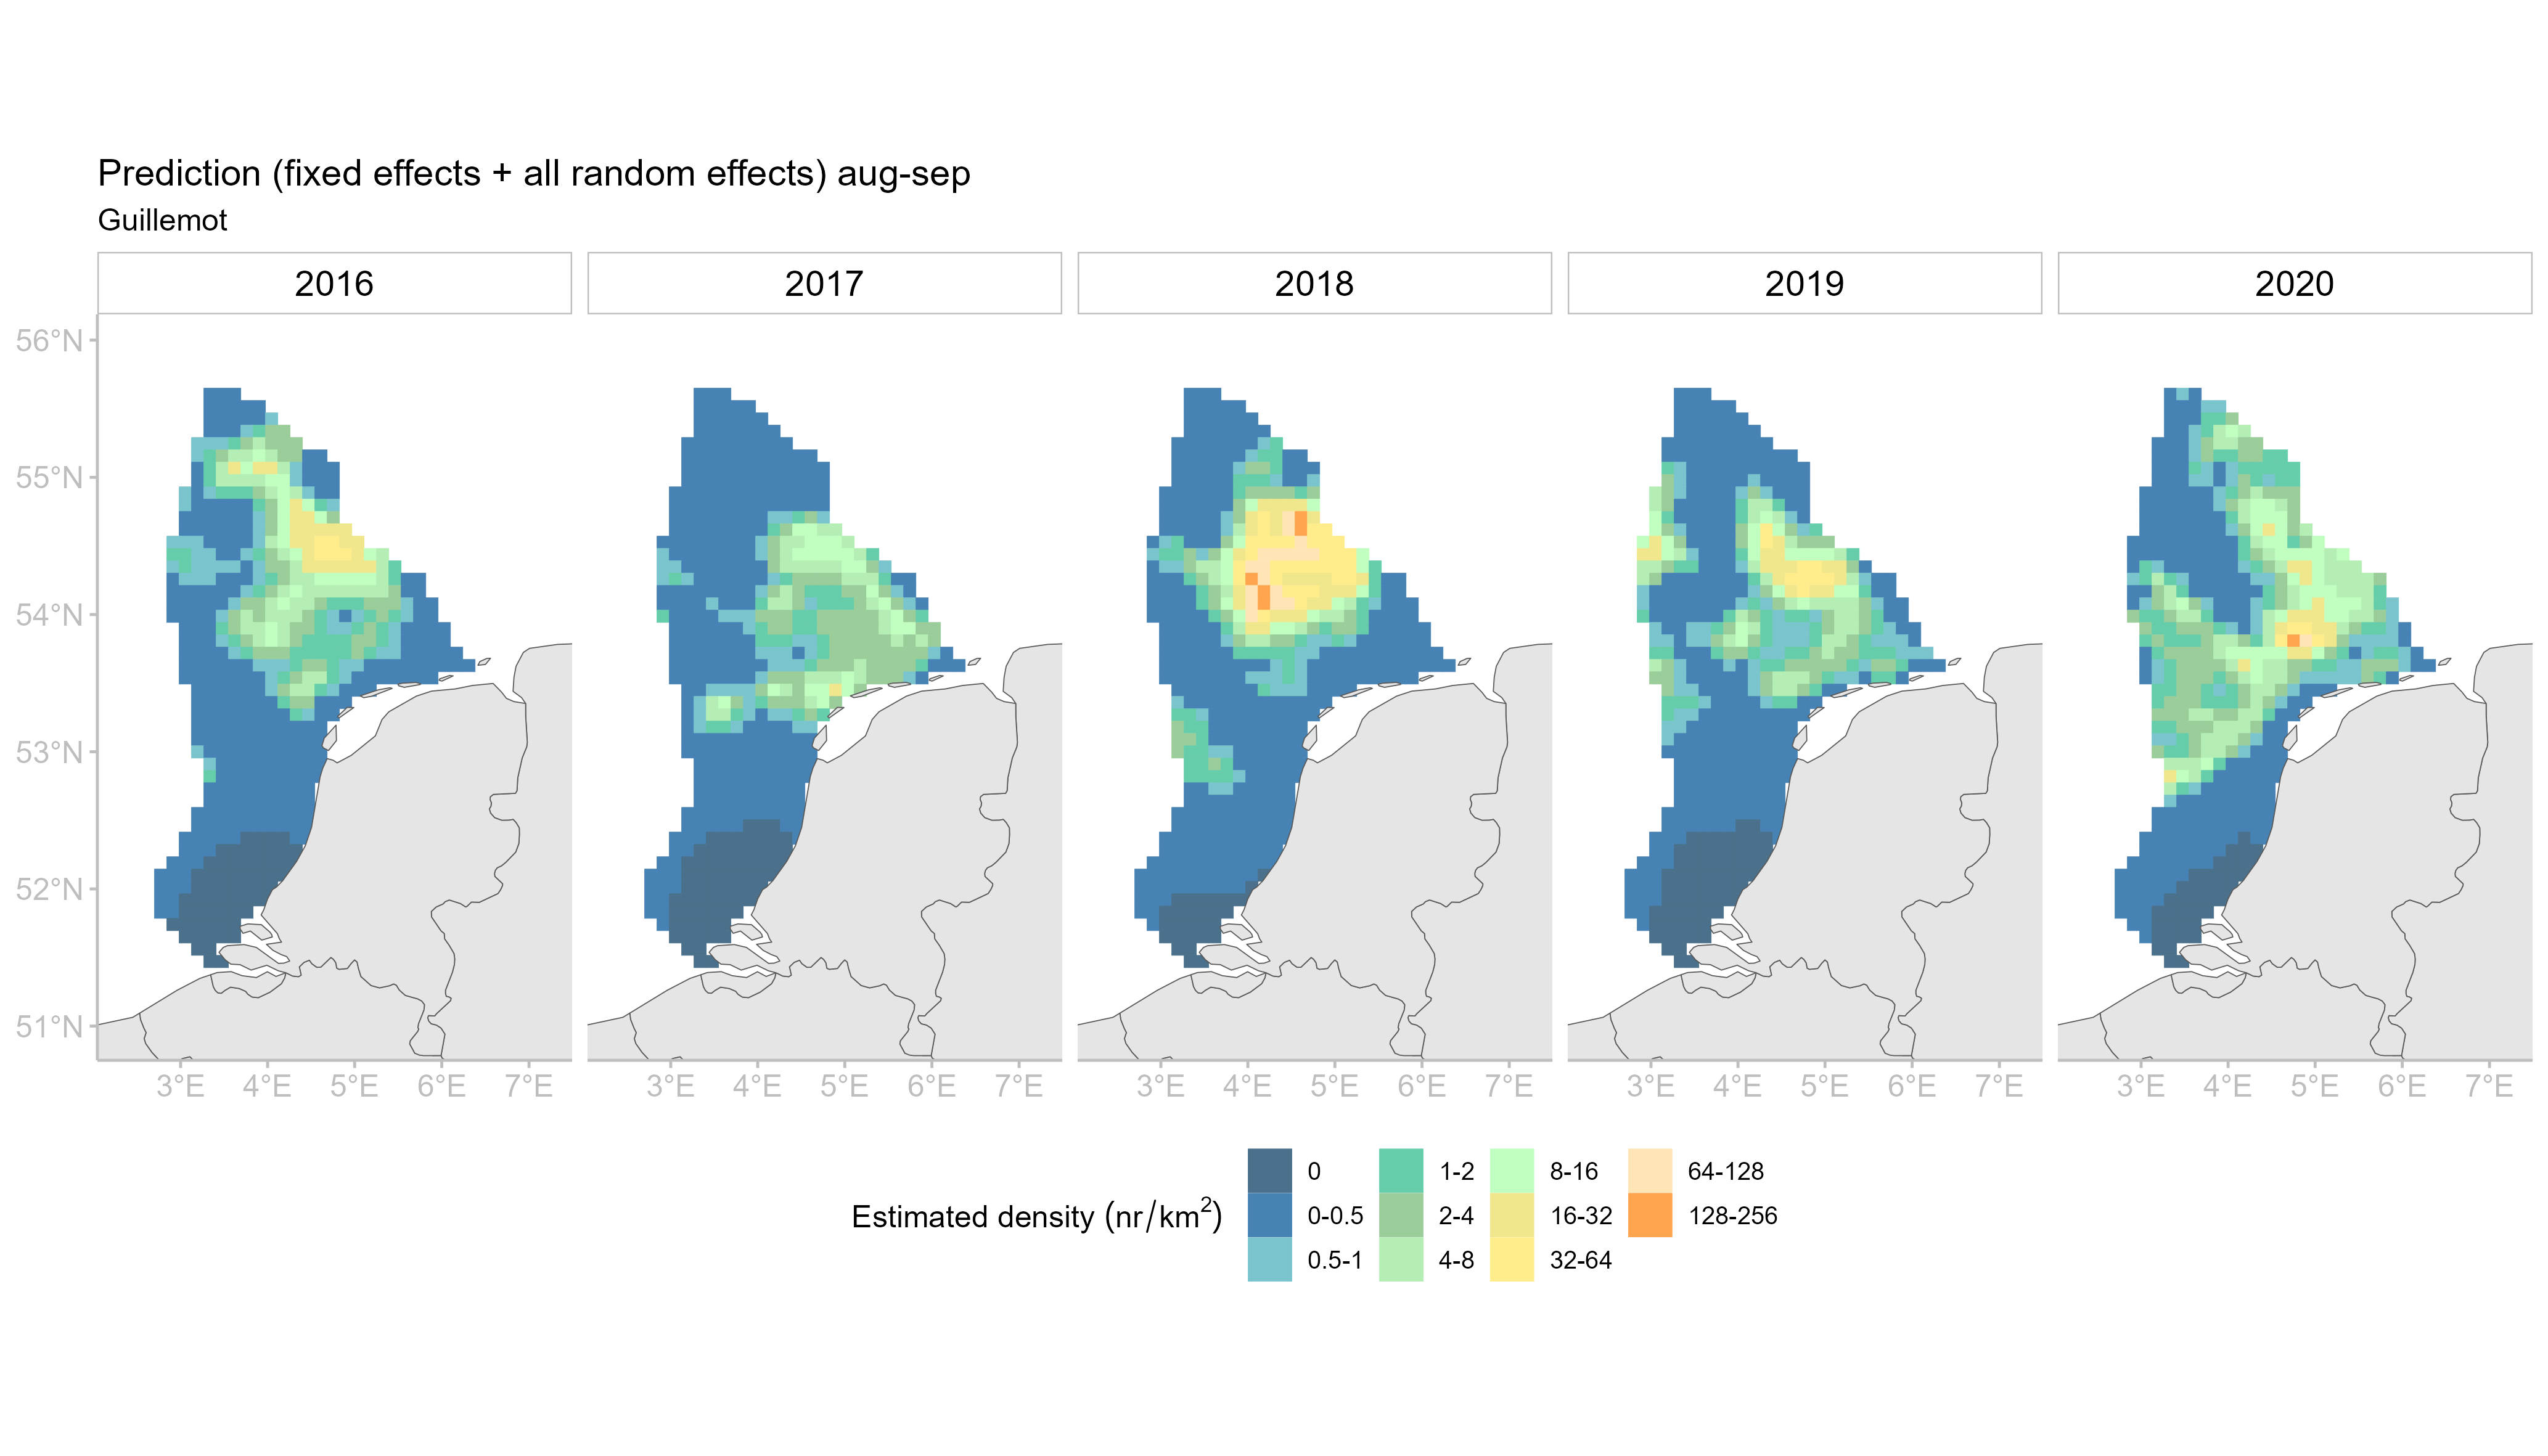 Prediction (fixed effects + all random effects) aug-sep
Guillemot
2016 2017 2018 2019 2020
56°N
55°N
54°N
53°N
52°N
51°N
3°E 4°E 5°E 6°E 7°E 3°E 4°E 5°E 6°E 7°E 3°E 4°E 5°E 6°E 7°E 3°E 4°E 5°E 6°E 7°E 3°E 4°E 5°E 6°E 7°E
Estimated density (nr/km²)
0 1-2 8-16 64-128
0-0.5 2-4 16-32 128-256
0.5-1 4-8 32-64